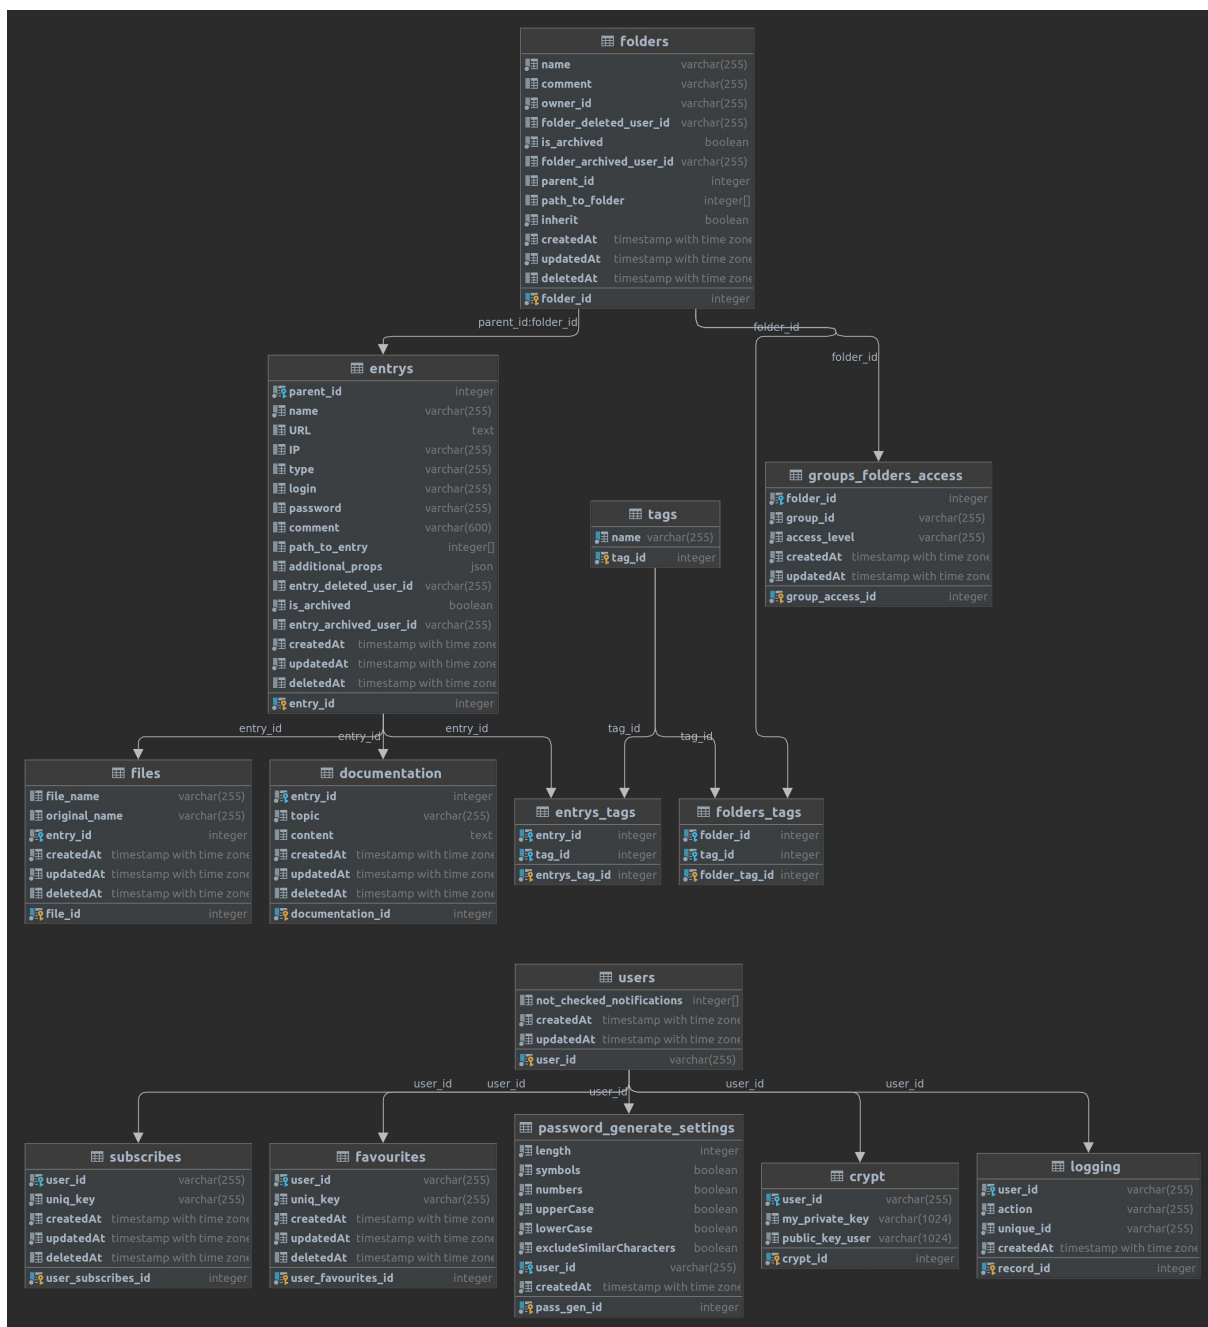 folders
name varchar(255)
comment varchar(255)
owner_id varchar(255)
folder_deleted_user_id varchar(255)
is_archived boolean
folder_archived_user_id varchar(255)
parent_id integer
path_to_folder integer[]
inherit boolean
createdAt timestamp with time zone
updatedAt timestamp with time zone
deletedAt timestamp with time zone
folder_id integer
parent_id:folder_id
folder_id
folder_id
entrys
parent_id integer
name varchar(255)
URL text
IP varchar(255)
type varchar(255)
login varchar(255)
password varchar(255)
comment varchar(600)
path_to_entry integer[]
additional_props json
entry_deleted_user_id varchar(255)
is_archived boolean
entry_archived_user_id varchar(255)
createdAt timestamp with time zone
updatedAt timestamp with time zone
deletedAt timestamp with time zone
entry_id integer
groups_folders_access
folder_id integer
group_id varchar(255)
access_level varchar(255)
createdAt timestamp with time zone
updatedAt timestamp with time zone
group_access_id integer
tags
name varchar(255)
tag_id integer
entry_id
entry_id
entry_id
tag_id
tag_id
files
file_name varchar(255)
original_name varchar(255)
entry_id integer
createdAt timestamp with time zone
updatedAt timestamp with time zone
deletedAt timestamp with time zone
file_id integer
documentation
entry_id integer
topic varchar(255)
content text
createdAt timestamp with time zone
updatedAt timestamp with time zone
deletedAt timestamp with time zone
documentation_id integer
entrys_tags
entry_id integer
tag_id integer
entrys_tag_id integer
folders_tags
folder_id integer
tag_id integer
folder_tag_id integer
users
not_checked_notifications integer[]
createdAt timestamp with time zone
updatedAt timestamp with time zone
user_id varchar(255)
user_id
user_id
user_id
user_id
user_id
subscribes
user_id varchar(255)
uniq_key varchar(255)
createdAt timestamp with time zone
updatedAt timestamp with time zone
deletedAt timestamp with time zone
user_subscribes_id integer
favourites
user_id varchar(255)
uniq_key varchar(255)
createdAt timestamp with time zone
updatedAt timestamp with time zone
deletedAt timestamp with time zone
user_favourites_id integer
password_generate_settings
length integer
symbols boolean
numbers boolean
upperCase boolean
lowerCase boolean
excludeSimilarCharacters boolean
user_id varchar(255)
createdAt timestamp with time zone
pass_gen_id integer
crypt
user_id varchar(255)
my_private_key varchar(1024)
public_key_user varchar(1024)
crypt_id integer
logging
user_id varchar(255)
action varchar(255)
unique_id varchar(255)
createdAt timestamp with time zone
record_id integer